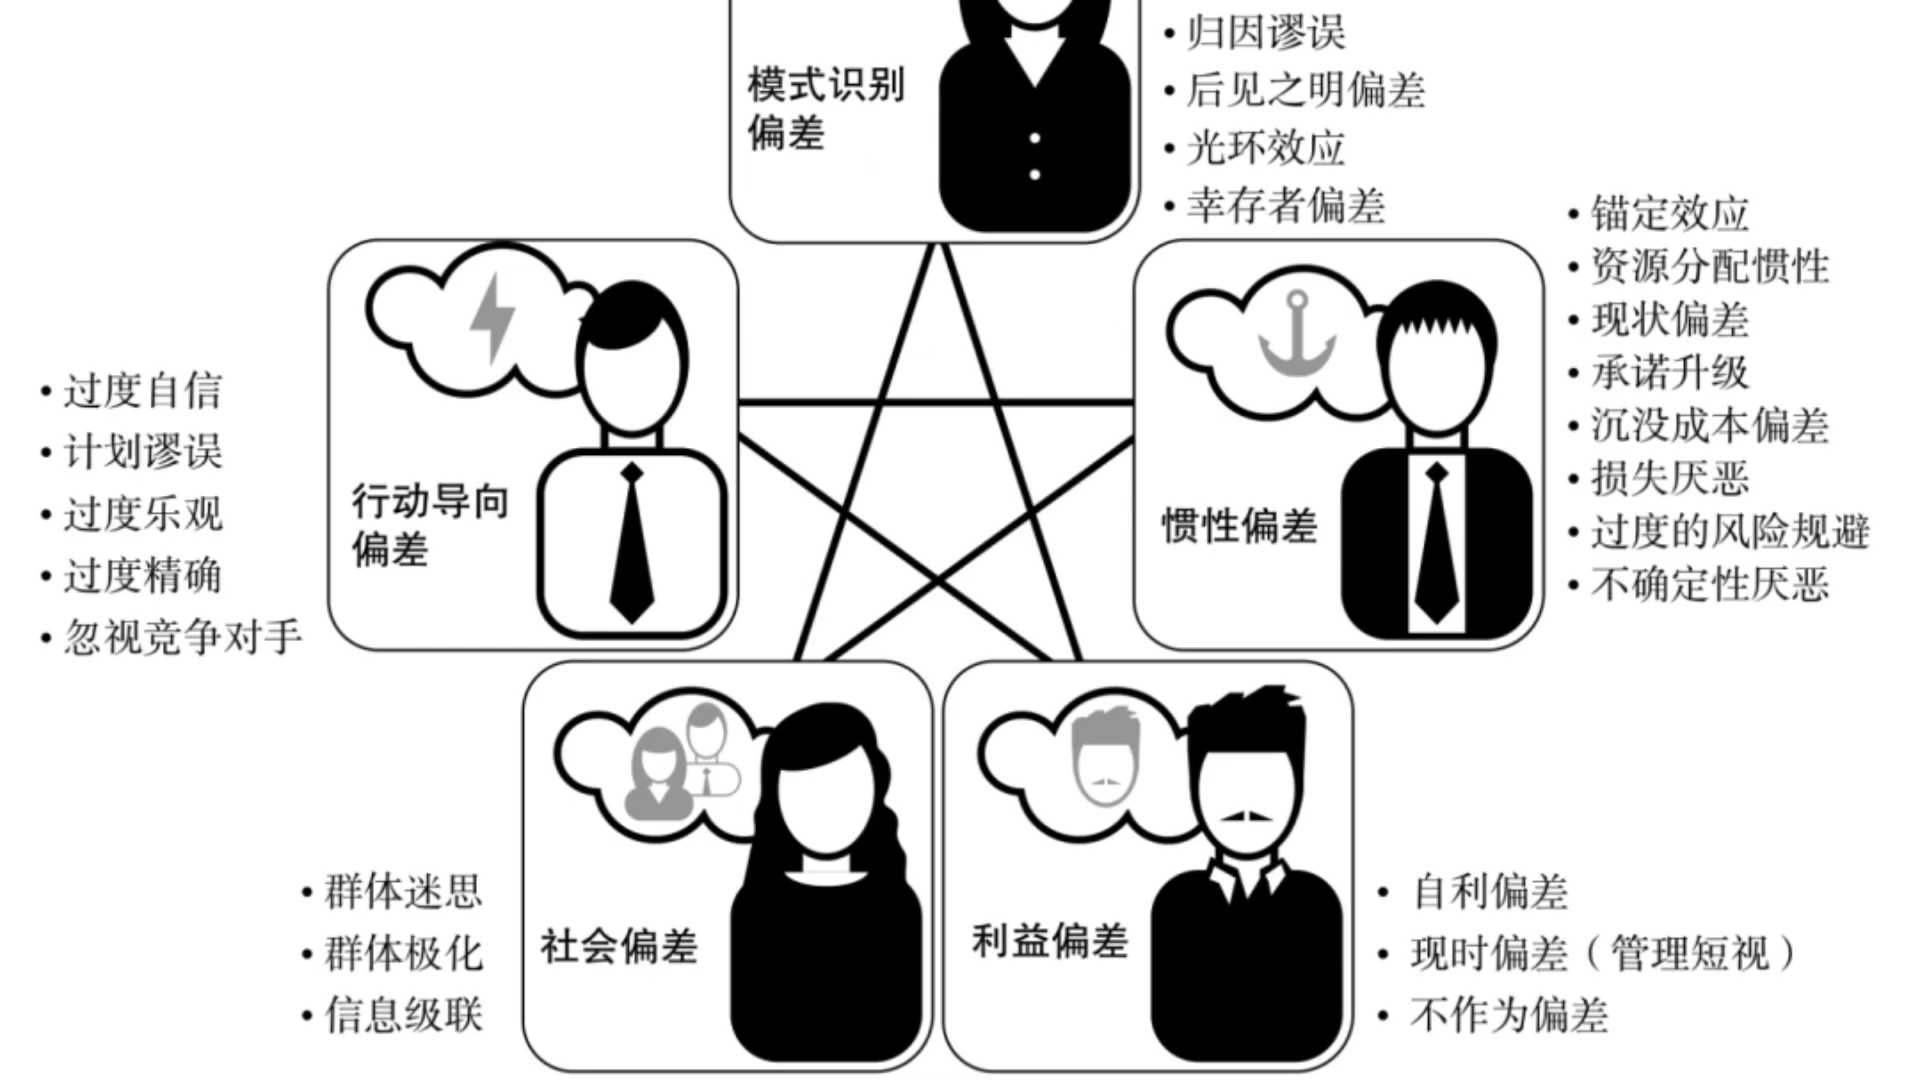 模式识别
偏差
• 归因谬误
• 后见之明偏差
• 光环效应
• 幸存者偏差
行动导向
偏差
• 过度自信
• 计划谬误
• 过度乐观
• 过度精确
• 忽视竞争对手
惯性偏差
• 锚定效应
• 资源分配惯性
• 现状偏差
• 承诺升级
• 沉没成本偏差
• 损失厌恶
• 过度的风险规避
• 不确定性厌恶
社会偏差
• 群体迷思
• 群体极化
• 信息级联
利益偏差
• 自利偏差
• 现时偏差（管理短视）
• 不作为偏差